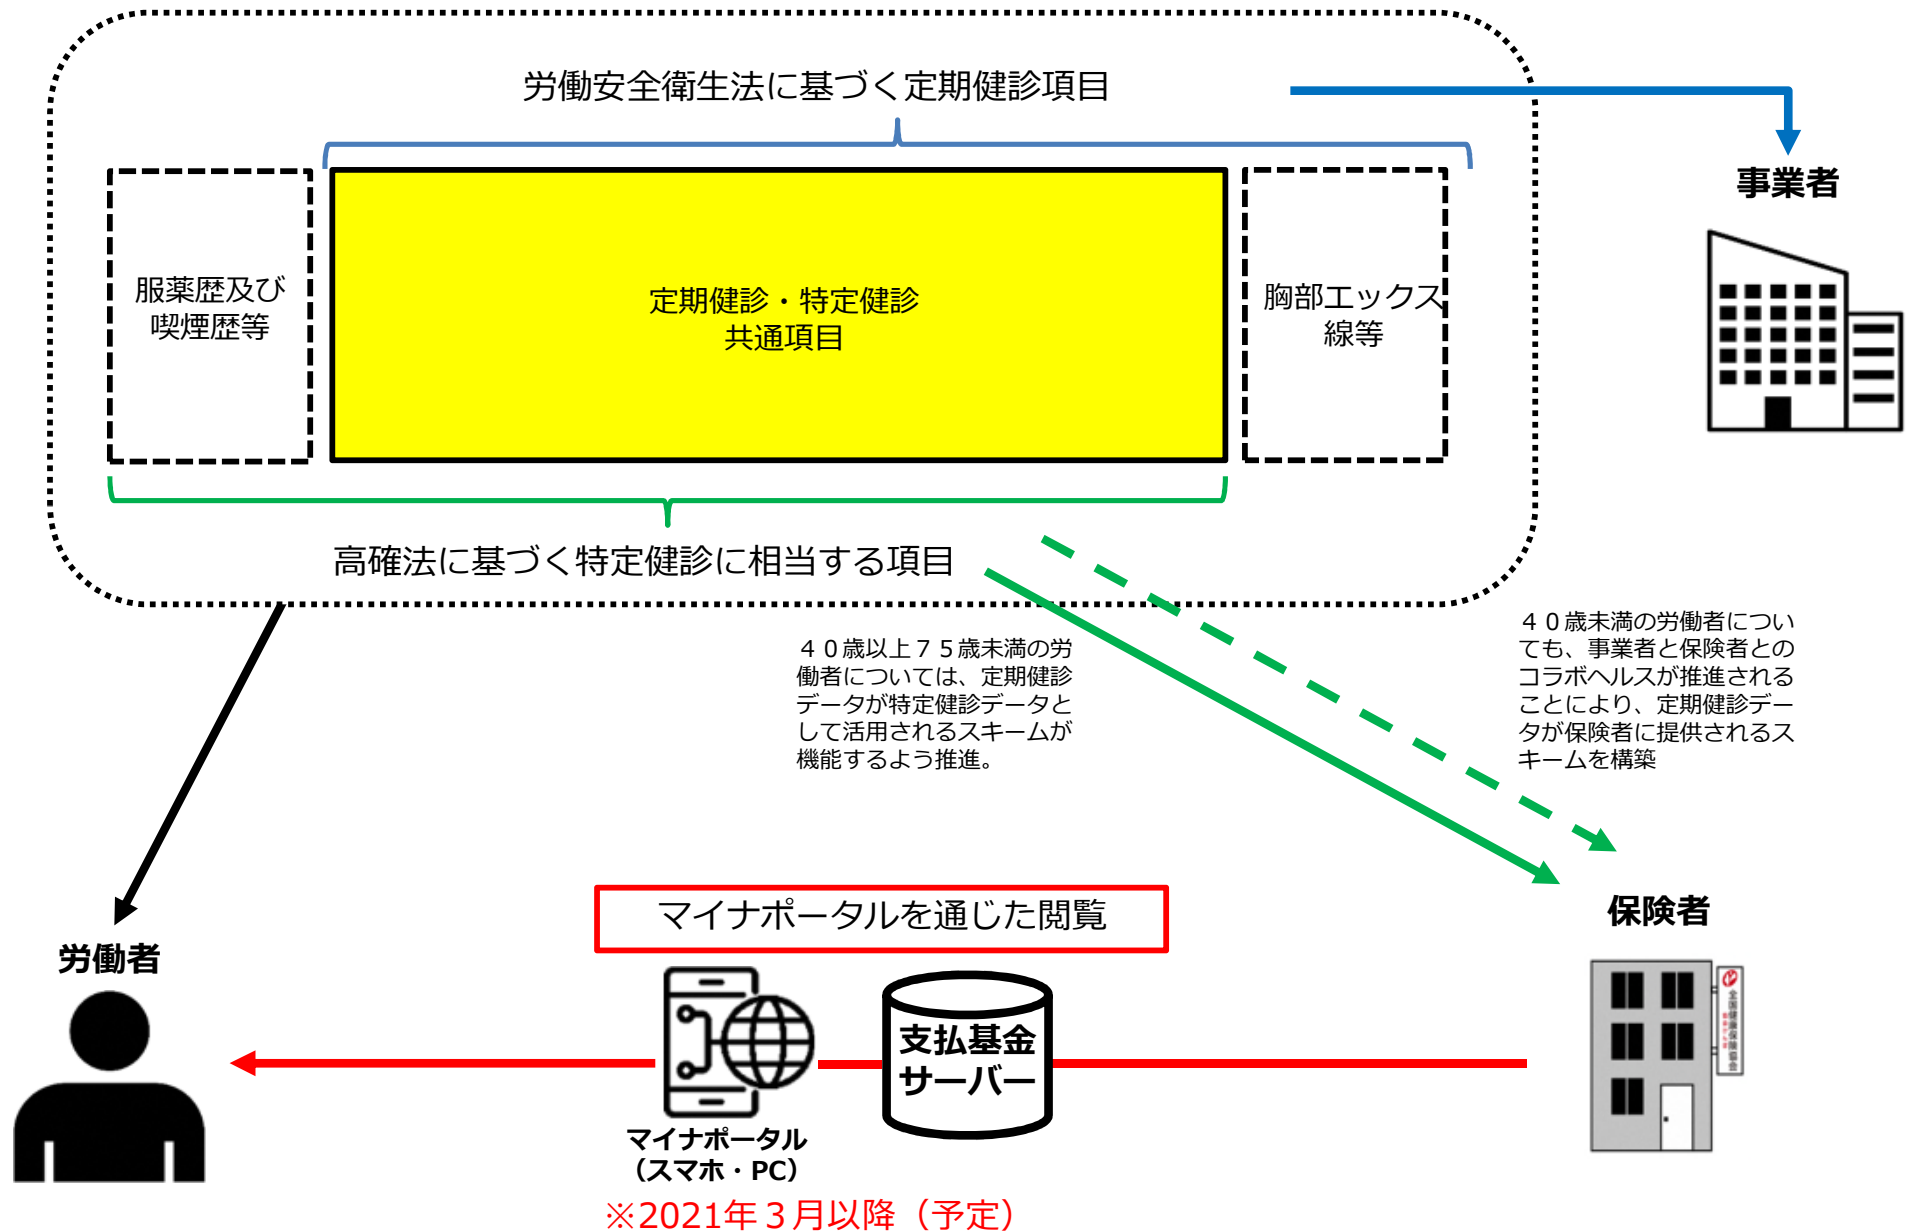 労働安全衛生法に基づく定期健診項目
事業者
服薬歴及び
喫煙歴等
定期健診・特定健診
共通項目
胸部エックス
線等
高確法に基づく特定健診に相当する項目
４０歳以上７５歳未満の労
働者については、定期健診
データが特定健診データと
して活用されるスキームが
機能するよう推進。
４０歳未満の労働者につい
ても、事業者と保険者との
コラボヘルスが推進される
ことにより、定期健診デー
タが保険者に提供されるス
キームを構築
マイナポータルを通じた閲覧
保険者
労働者
支払基金
サーバー
全国健康保険協会
マイナポータル
（スマホ・PC）
※2021年３月以降（予定）